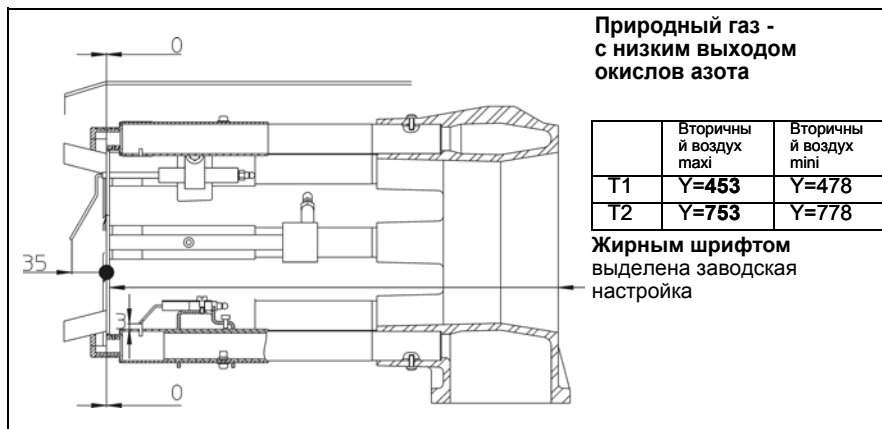 0
Природный газ -
с низким выходом
окислов азота
Вторичны
й воздух
maxi
Вторичны
й воздух
mini
T1 Y=453 Y=478
T2 Y=753 Y=778
Жирным шрифтом
выделена заводская
настройка
35
3
0